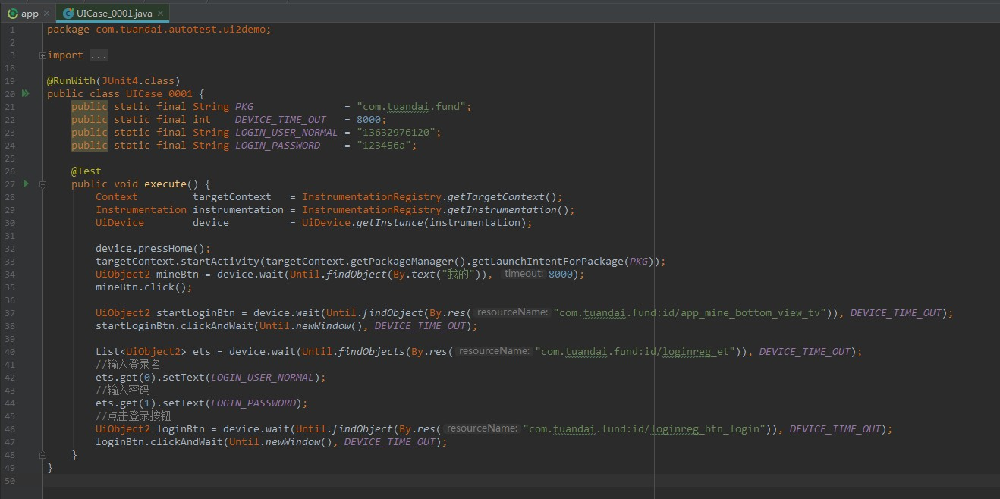 app
UICase_0001.java
1 package com.tuandai.autotest.ui2demo;
2
3 import ...
18
19 @RunWith(JUnit4.class)
20 public class UICase_0001 {
21 public static final String PKG = "com.tuandai.fund";
22 public static final int DEVICE_TIME_OUT = 8000;
23 public static final String LOGIN_USER_NORMAL = "13632976120";
24 public static final String LOGIN_PASSWORD = "123456a";
25
26 @Test
27 public void execute() {
28 Context targetContext = InstrumentationRegistry.getTargetContext();
29 Instrumentation instrumentation = InstrumentationRegistry.getInstrumentation();
30 UiDevice device = UiDevice.getInstance(instrumentation);
31
32 device.pressHome();
33 targetContext.startActivity(targetContext.getPackageManager().getLaunchIntentForPackage(PKG));
34 UiObject2 mineBtn = device.wait(Until.findObject(By.text("我的")), timeout: 8000);
35 mineBtn.click();
36
37 UiObject2 startLoginBtn = device.wait(Until.findObject(By.res( resourceName: "com.tuandai.fund:id/app_mine_bottom_view_tv")), DEVICE_TIME_OUT);
38 startLoginBtn.clickAndWait(Until.newWindow(), DEVICE_TIME_OUT);
39
40 List<UiObject2> ets = device.wait(Until.findObjects(By.res( resourceName: "com.tuandai.fund:id/loginreg_et")), DEVICE_TIME_OUT);
41 //输入登录名
42 ets.get(0).setText(LOGIN_USER_NORMAL);
43 //输入密码
44 ets.get(1).setText(LOGIN_PASSWORD);
45 //点击登录按钮
46 UiObject2 loginBtn = device.wait(Until.findObject(By.res( resourceName: "com.tuandai.fund:id/loginreg_btn_login")), DEVICE_TIME_OUT);
47 loginBtn.clickAndWait(Until.newWindow(), DEVICE_TIME_OUT);
48 }
49 }
50